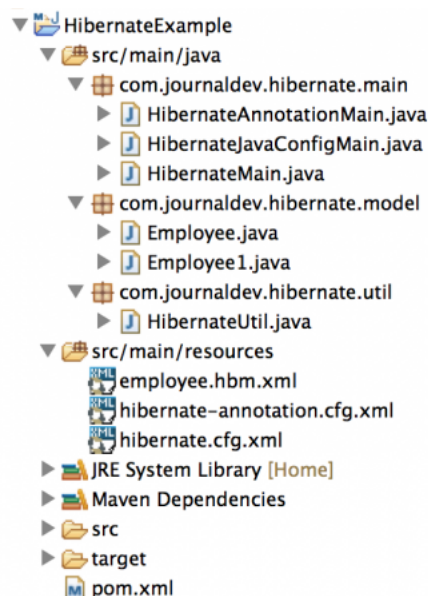 HibernateExample
src/main/java
com.journaldev.hibernate.main
HibernateAnnotationMain.java
HibernateJavaConfigMain.java
HibernateMain.java
com.journaldev.hibernate.model
Employee.java
Employee1.java
com.journaldev.hibernate.util
HibernateUtil.java
src/main/resources
employee.hbm.xml
hibernate-annotation.cfg.xml
hibernate.cfg.xml
JRE System Library [Home]
Maven Dependencies
src
target
pom.xml